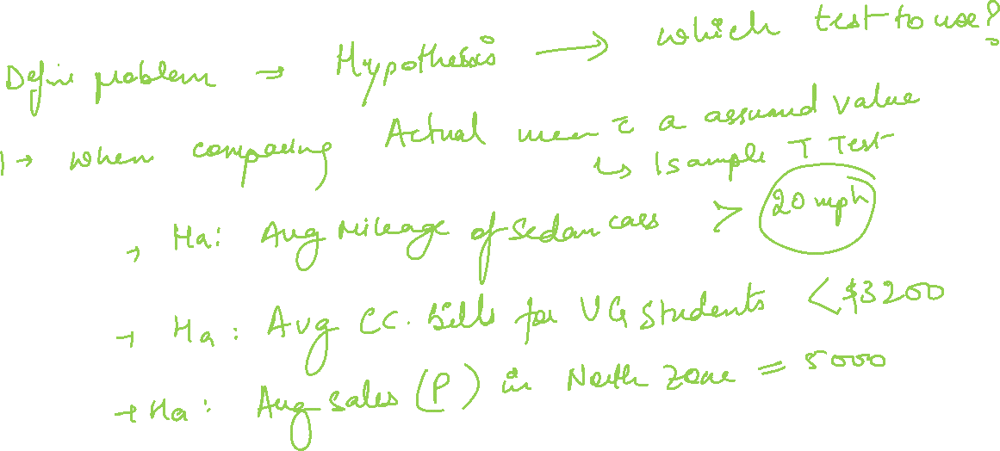 Define problem → Hypothesis → which test to use?
1 → When comparing Actual mean c̄ a assumed value
↳ 1 sample T Test
→ Ha: Avg Mileage of Sedan cars > 20 mph
→ Ha: Avg CC. Bills for UG Students < $3200
→ Ha: Avg Sales (P) in North Zone = 5000